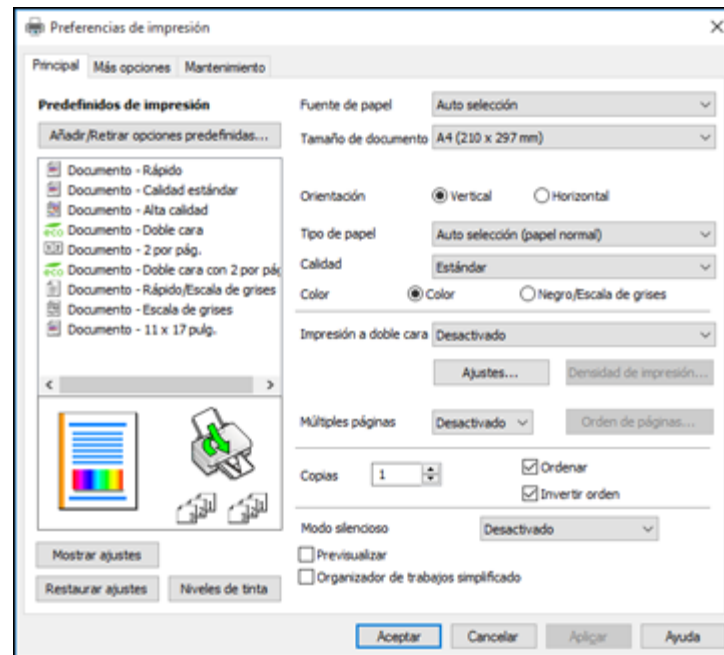 Preferencias de impresión
Principal Más opciones Mantenimiento
Predefinidos de impresión
Añadir/Retirar opciones predefinidas...
Documento - Rápido
Documento - Calidad estándar
Documento - Alta calidad
eco Documento - Doble cara
Documento - 2 por pág.
eco Documento - Doble cara con 2 por pág
Documento - Rápido/Escala de grises
Documento - Escala de grises
Documento - 11 x 17 pulg.
Mostrar ajustes
Restaurar ajustes Niveles de tinta
Fuente de papel Auto selección
Tamaño de documento A4 (210 x 297 mm)
Orientación Vertical Horizontal
Tipo de papel Auto selección (papel normal)
Calidad Estándar
Color Color Negro/Escala de grises
Impresión a doble cara Desactivado
Ajustes... Densidad de impresión...
Múltiples páginas Desactivado Orden de páginas...
Copias 1 Ordenar
Invertir orden
Modo silencioso Desactivado
Previsualizar
Organizador de trabajos simplificado
Aceptar Cancelar Aplicar Ayuda